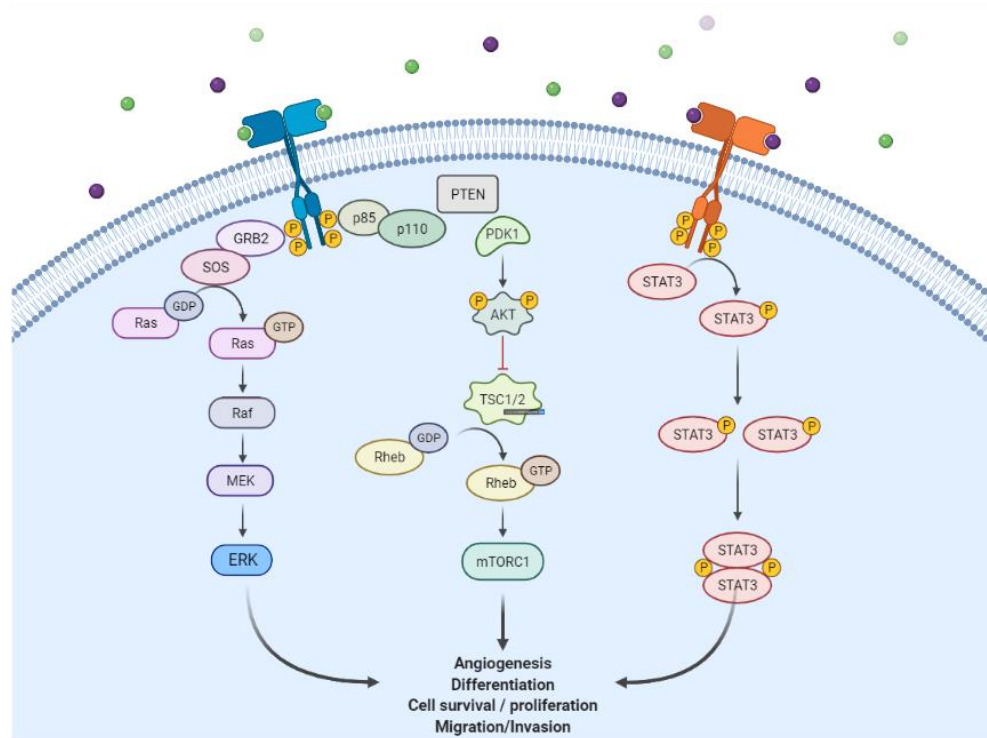 PTEN
p85
p110
PDK1
GRB2
SOS
P
P
P
P
P
P
P
P
STAT3
STAT3
P
Ras
GDP
Ras
GTP
P
P
AKT
Raf
TSC1/2
STAT3
P
STAT3
P
Rheb
GDP
Rheb
GTP
MEK
ERK
mTORC1
STAT3
P
P
STAT3
Angiogenesis
Differentiation
Cell survival / proliferation
Migration/Invasion